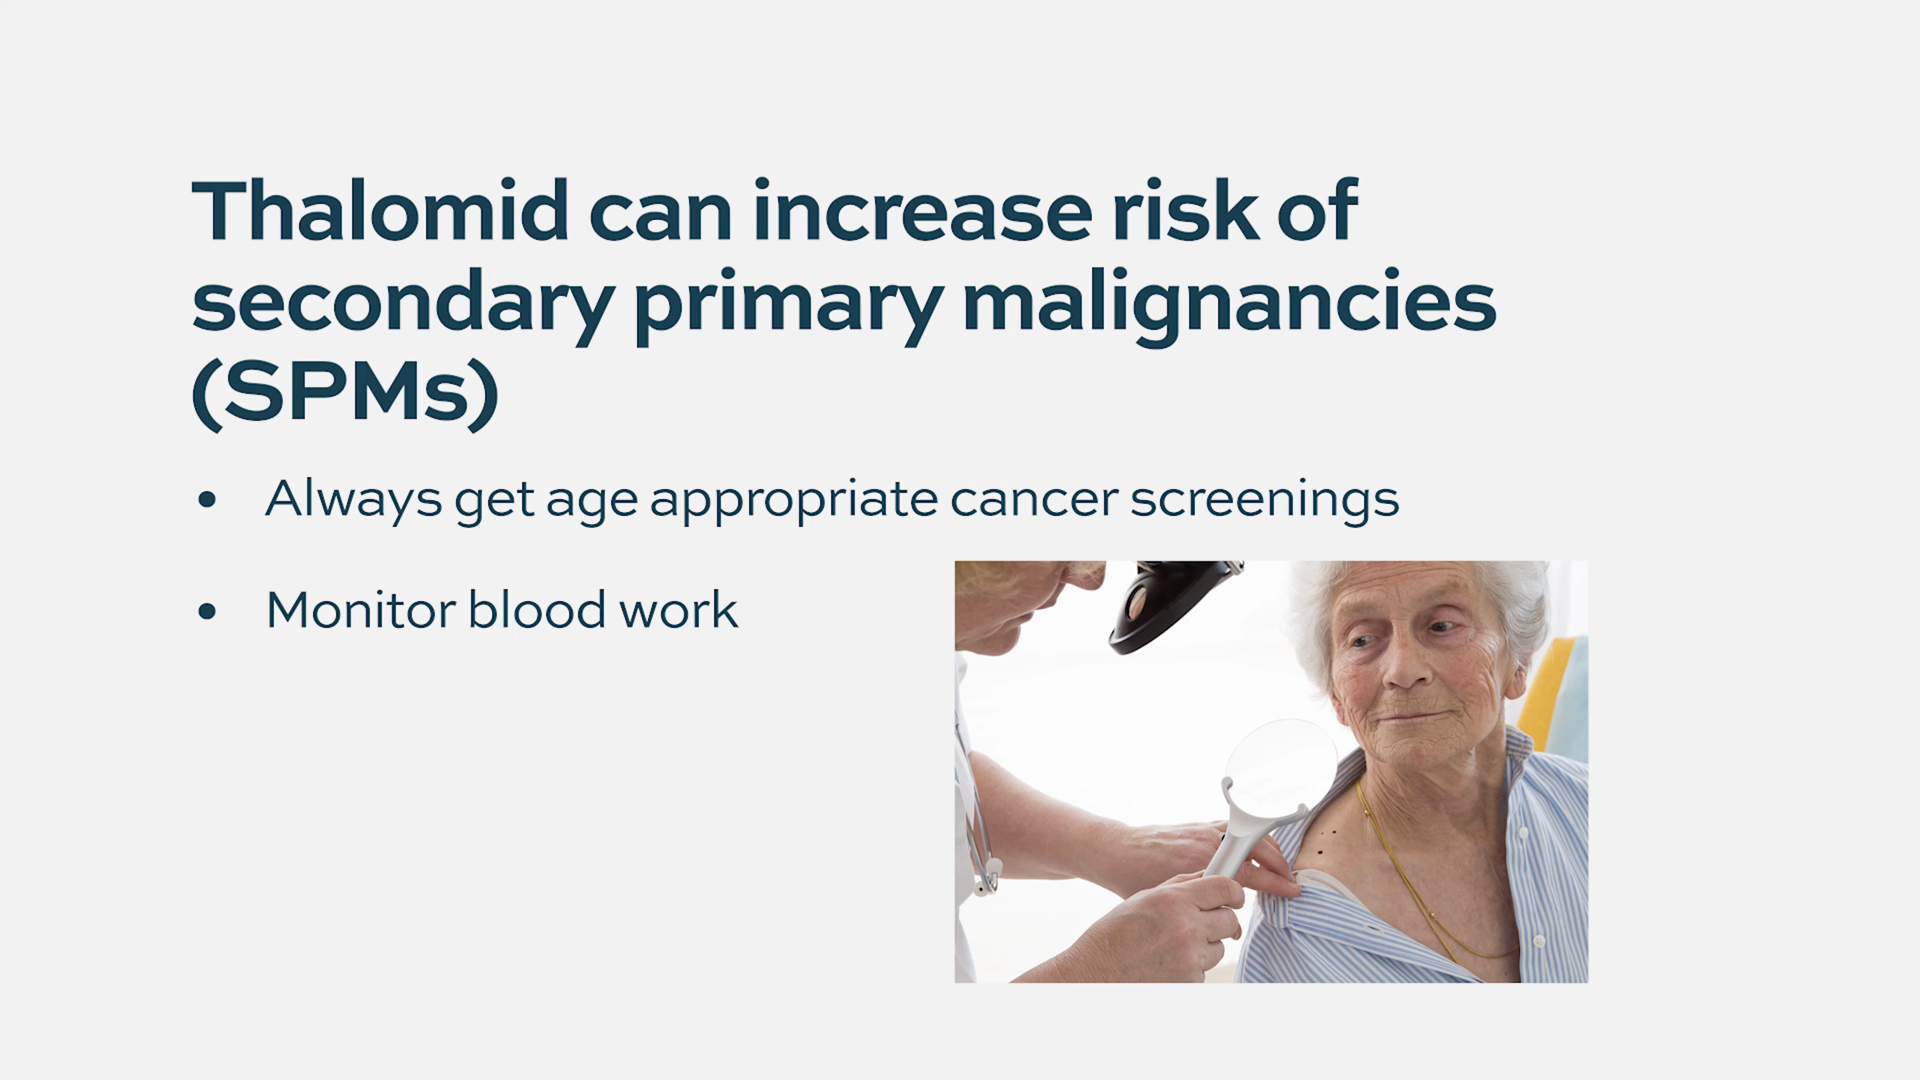 Thalomid can increase risk of
secondary primary malignancies
(SPMs)
• Always get age appropriate cancer screenings
• Monitor blood work